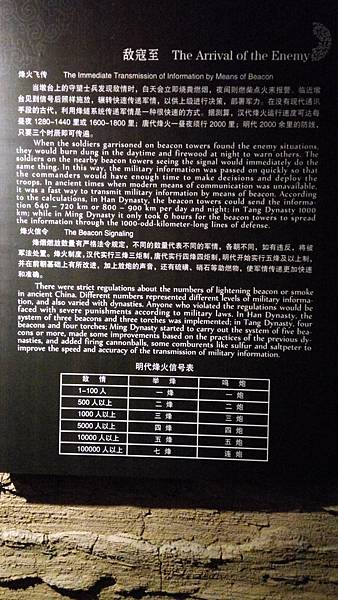 敌寇至 The Arrival of the Enemy
烽火飞传 The Immediate Transmission of Information by Means of Beacon
当墩台上的守望士兵发现敌情时，白天会立即烧粪燃烟，夜间则燃柴点火来报警。临近墩
台见到信号后照样施放，辗转快速传送军情，以供上级进行决策，部署军力。在没有现代通讯
手段的古代，利用烽燧系统传送军情是一种很快速的方式。据测算，汉代烽火运行速度可达每
昼夜 1280-1440 里或 1600-1800 里；唐代烽火一昼夜须行 2000 里；明代 2000 余里的防线，
只要三个时辰即可传遍。
When the soldiers garrisoned on beacon towers found the enemy situations,
they would burn dung in the daytime and firewood at night to warn others. The
soldiers on the nearby beacon towers seeing the signal would immediately do the
same thing. In this way, the military information was passed on quickly so that
the commanders would have enough time to make decisions and deploy the
troops. In ancient times when modern means of communication was unavailable,
it was a fast way to transmit military information by means of beacon. According
to the calculations, in Han Dynasty, the beacon towers could send the informa-
tion 640 – 720 km or 800 – 900 km per day and night; in Tang Dynasty 1000
km; while in Ming Dynasty it only took 6 hours for the beacon towers to spread
the information through the 1000-odd-kilometer-long lines of defense.
烽火信令 The Beacon Signaling
烽烟燃放数量有严格法令规定，不同的数量代表不同的军情，各朝不同，如有违反，将被
军法处置。烽火制度，汉代实行三烽三炬制，唐代实行四烽四炬制，明代开始实行五烽及以上制，
并在前朝基础上有所改进，加上放炮的声音，还有硫磺、硝石等助燃物，使军情传递更加快速
和准确。
There were strict regulations about the numbers of lightening beacon or smoke
in ancient China. Different numbers represented different levels of military informa-
tion, and also varied with dynasties. Anyone who violated the regulations would be
faced with severe punishments according to military laws. In Han Dynasty, the
system of three beacons and three torches was implemented; in Tang Dynasty, four
beacons and four torches; Ming Dynasty started to carry out the system of five bea-
cons or more, made some improvements based on the practices of the previous dy-
nasties, and added firing cannonballs, some comburents like sulfur and saltpeter to
improve the speed and accuracy of the transmission of military information.
明代烽火信号表
敌 情 举 烽 鸣 炮
1-100 人 一 烽 一 炮
500 人以上 二 烽 二 炮
1000 人以上 三 烽 三 炮
5000 人以上 四 烽 四 炮
10000 人以上 五 烽 五 炮
100000 人以上 七 烽 连 炮